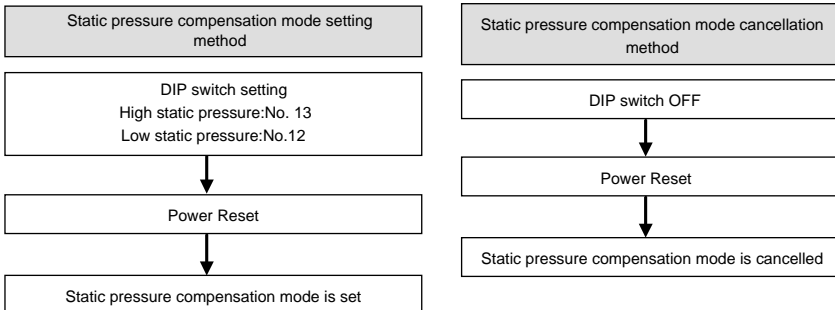 Static pressure compensation mode setting
method
DIP switch setting
High static pressure:No. 13
Low static pressure:No.12
Power Reset
Static pressure compensation mode is set
Static pressure compensation mode cancellation
method
DIP switch OFF
Power Reset
Static pressure compensation mode is cancelled